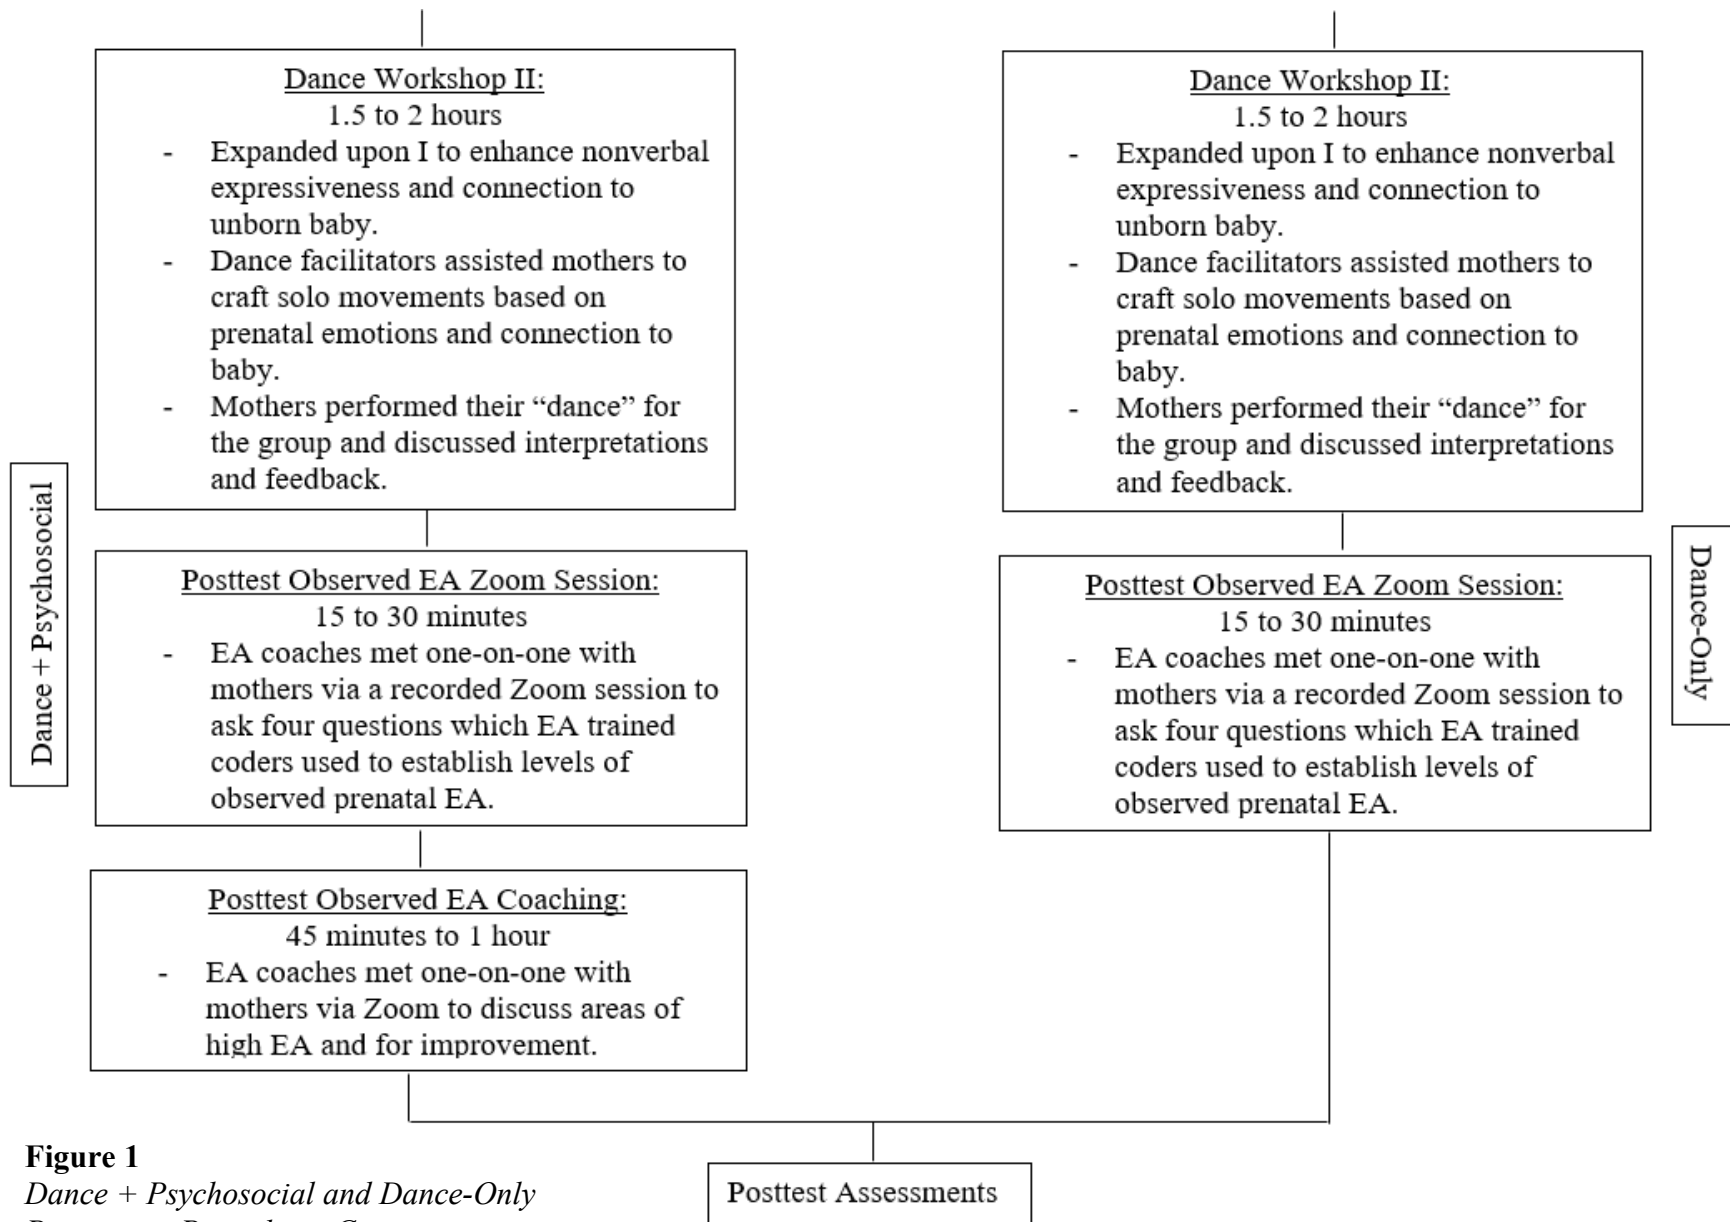 Dance Workshop II:
1.5 to 2 hours
- Expanded upon I to enhance nonverbal
expressiveness and connection to
unborn baby.
- Dance facilitators assisted mothers to
craft solo movements based on
prenatal emotions and connection to
baby.
- Mothers performed their “dance” for
the group and discussed interpretations
and feedback.
Dance Workshop II:
1.5 to 2 hours
- Expanded upon I to enhance nonverbal
expressiveness and connection to
unborn baby.
- Dance facilitators assisted mothers to
craft solo movements based on
prenatal emotions and connection to
baby.
- Mothers performed their “dance” for
the group and discussed interpretations
and feedback.
Dance + Psychosocial
Dance-Only
Posttest Observed EA Zoom Session:
15 to 30 minutes
- EA coaches met one-on-one with
mothers via a recorded Zoom session to
ask four questions which EA trained
coders used to establish levels of
observed prenatal EA.
Posttest Observed EA Zoom Session:
15 to 30 minutes
- EA coaches met one-on-one with
mothers via a recorded Zoom session to
ask four questions which EA trained
coders used to establish levels of
observed prenatal EA.
Posttest Observed EA Coaching:
45 minutes to 1 hour
- EA coaches met one-on-one with
mothers via Zoom to discuss areas of
high EA and for improvement.
Posttest Assessments
Figure 1
Dance + Psychosocial and Dance-Only